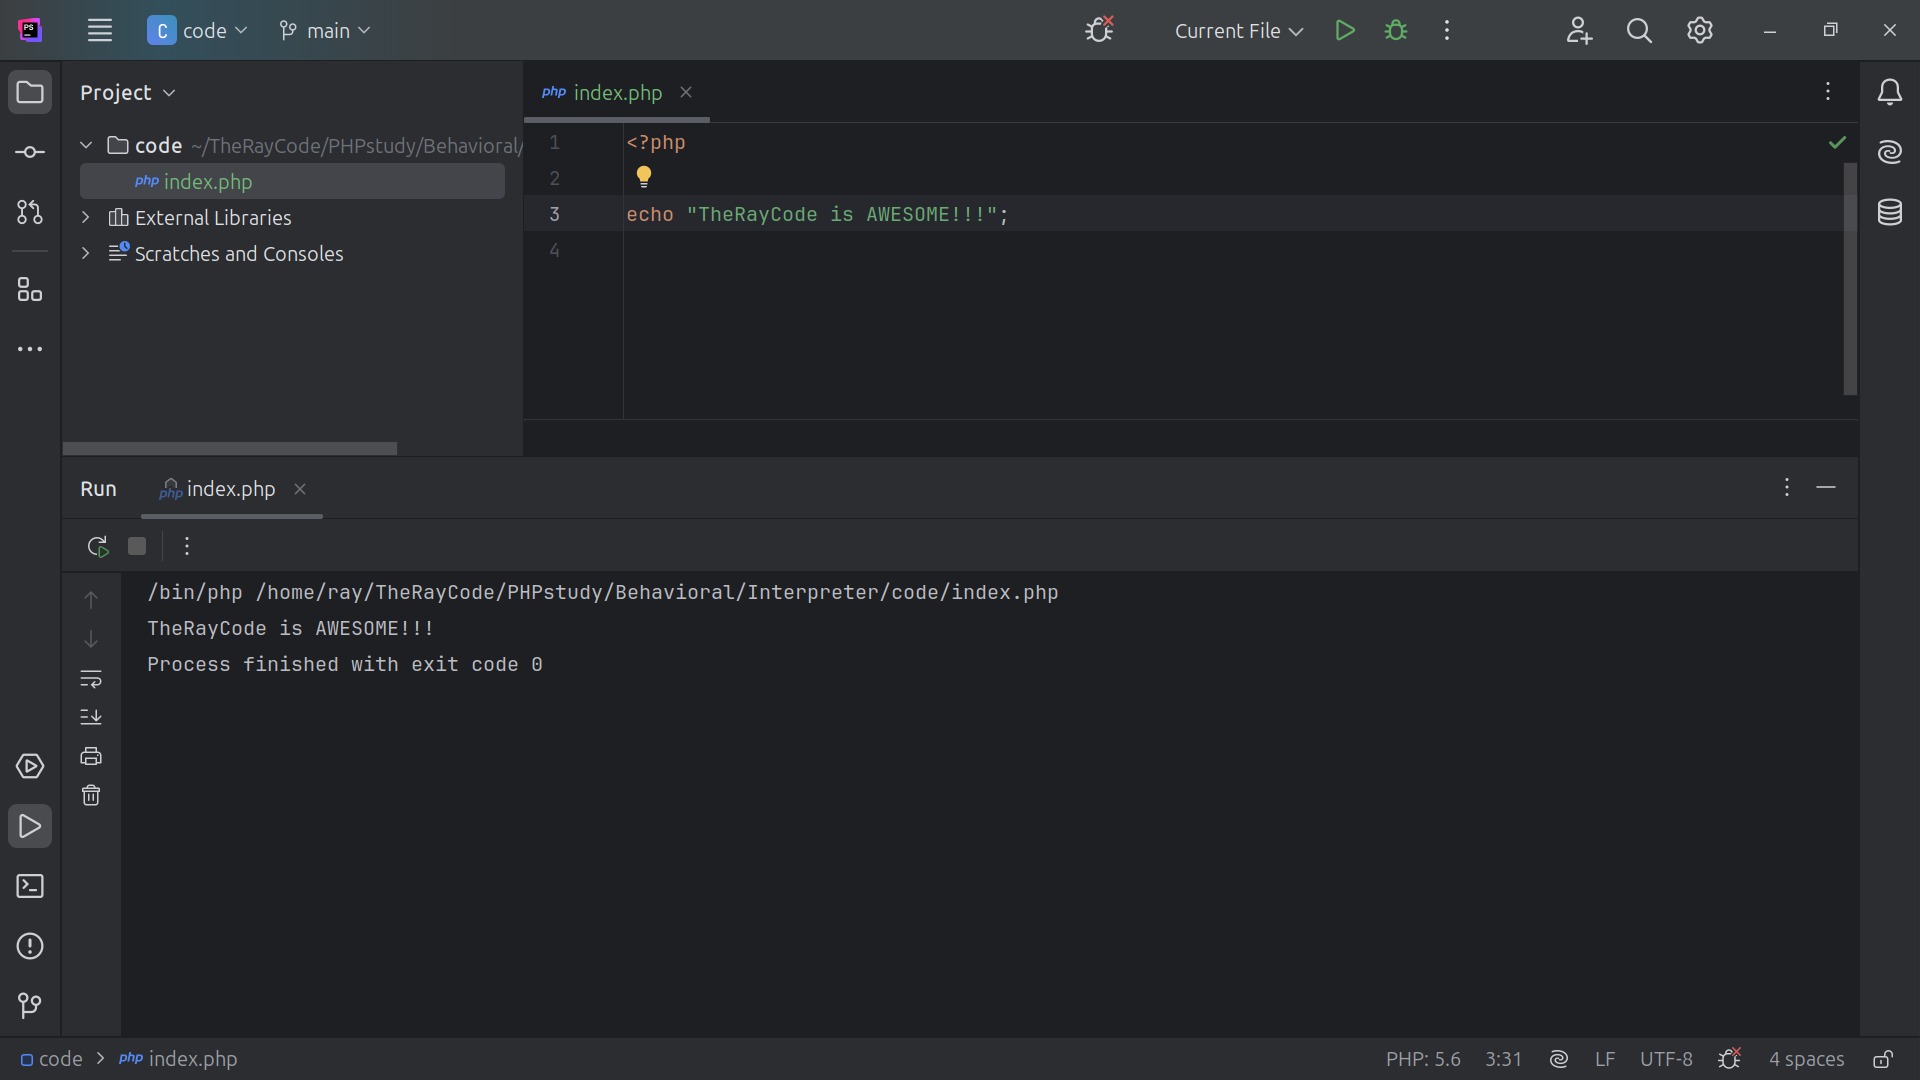 PS
C code main
Current File
Project
php index.php
code ~/TheRayCode/PHPstudy/Behavioral/
php index.php
External Libraries
Scratches and Consoles
1 <?php
2
3 echo "TheRayCode is AWESOME!!!";
4
Run
php index.php
/bin/php /home/ray/TheRayCode/PHPstudy/Behavioral/Interpreter/code/index.php
TheRayCode is AWESOME!!!
Process finished with exit code 0
code > php index.php
PHP: 5.6 3:31 LF UTF-8 4 spaces